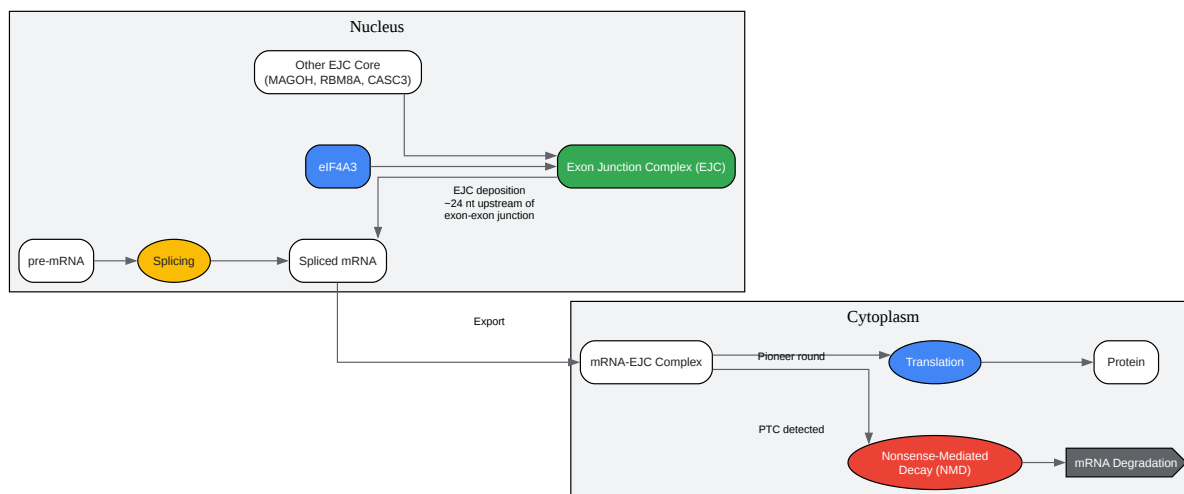 Nucleus
Other EJC Core
(MAGOH, RBM8A, CASC3)
eIF4A3
Exon Junction Complex (EJC)
EJC deposition
~24 nt upstream of
exon-exon junction
pre-mRNA
Splicing
Spliced mRNA
Export
Cytoplasm
mRNA-EJC Complex
Pioneer round
Translation
Protein
PTC detected
Nonsense-Mediated
Decay (NMD)
mRNA Degradation